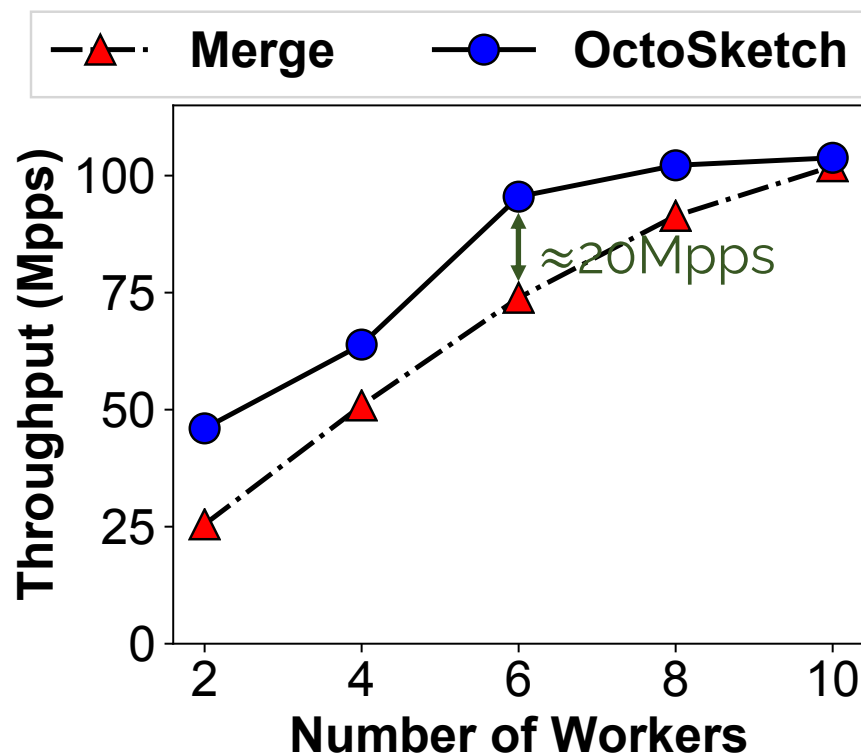 Merge OctoSketch
Throughput (Mpps)
100
75
50
25
0
≈20Mpps
2 4 6 8 10
Number of Workers